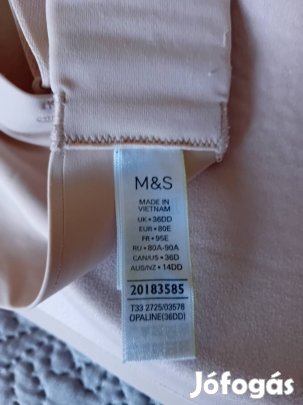 M&S
MADE IN
VIETNAM
UK • 36DD
EUR • 80E
FR • 95E
RU • 80A-90A
CAN/US • 36D
AUS/NZ • 14DD
20183585
T33 2725/03578
OPALINE(36DD)
Jófogás